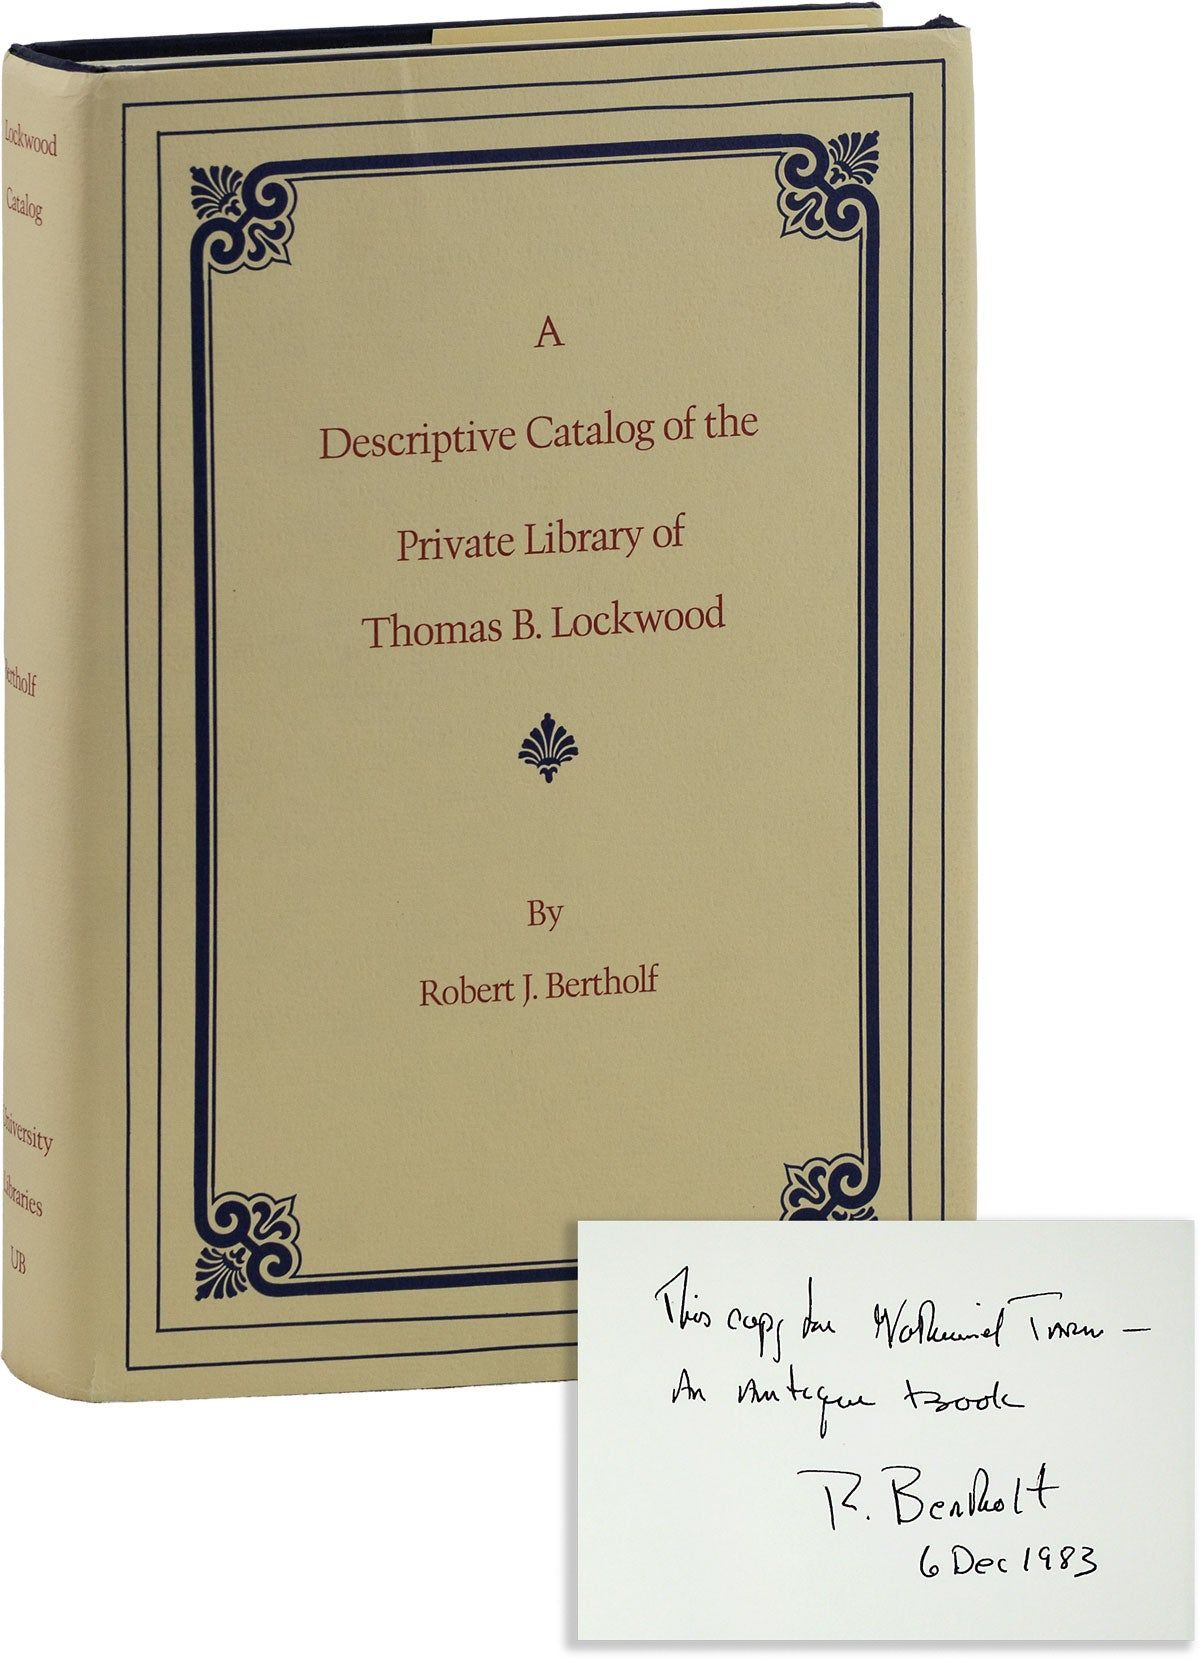 Lockwood
Catalog
Bertholf
University
Libraries
UB
A
Descriptive Catalog of the
Private Library of
Thomas B. Lockwood
By
Robert J. Bertholf
This copy for Nathaniel Tarn —
An Antique Book
R. Bertholf
6 Dec 1983